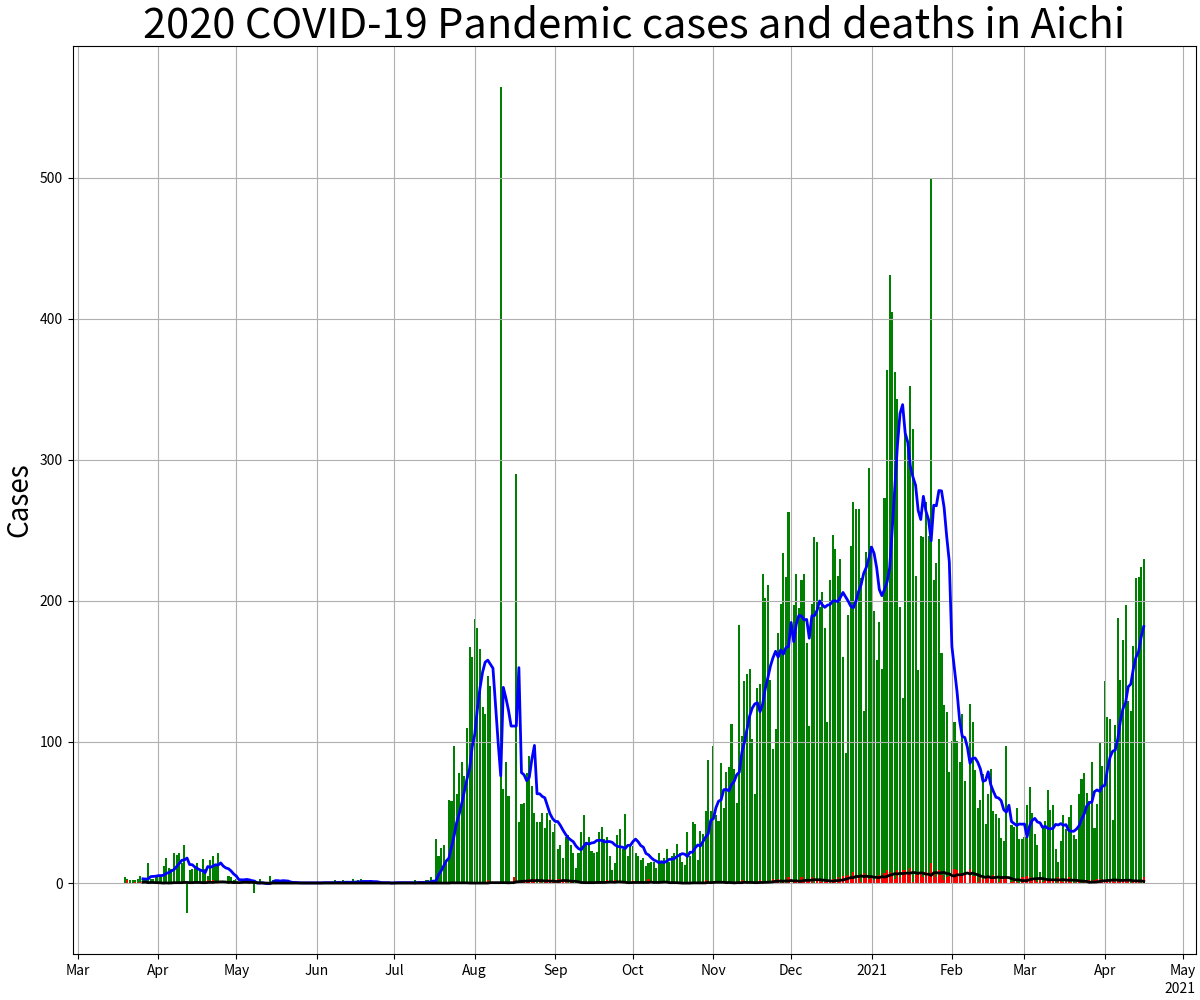 2020 COVID-19 Pandemic cases and deaths in Aichi
Cases
500
400
300
200
100
0
Mar Apr May Jun Jul Aug Sep Oct Nov Dec 2021 Feb Mar Apr May
2021